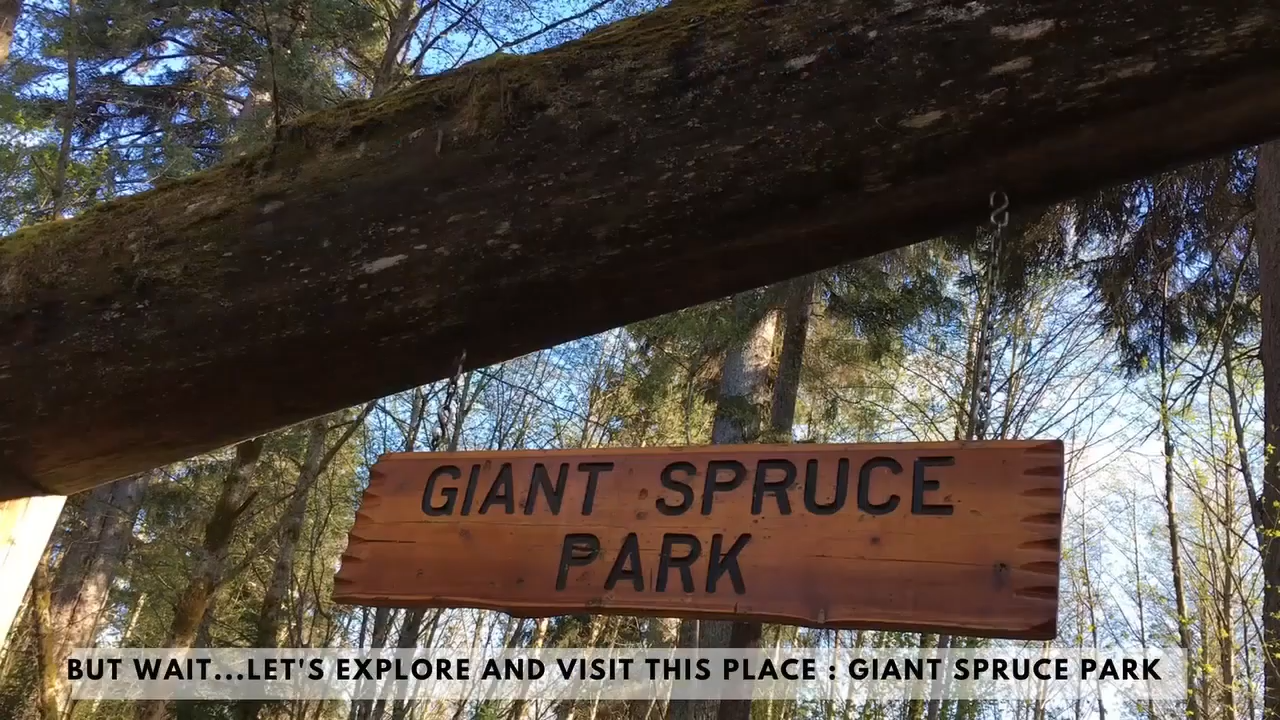 GIANT SPRUCE
PARK
BUT WAIT...LET'S EXPLORE AND VISIT THIS PLACE : GIANT SPRUCE PARK